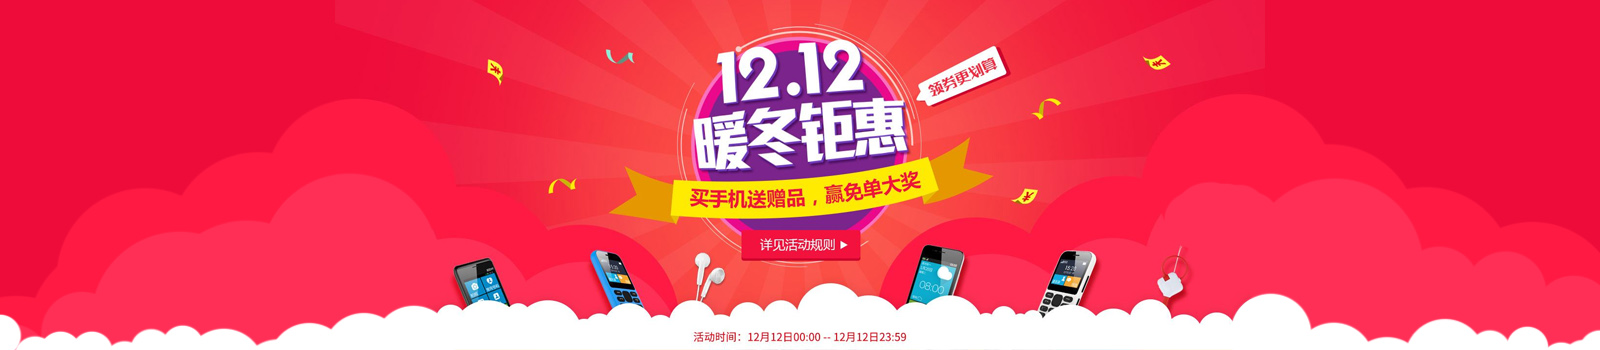 12.12
暖冬钜惠
领券更划算
买手机送赠品，赢免单大奖
详见活动规则
活动时间：12月12日00:00 -- 12月12日23:59
08:00